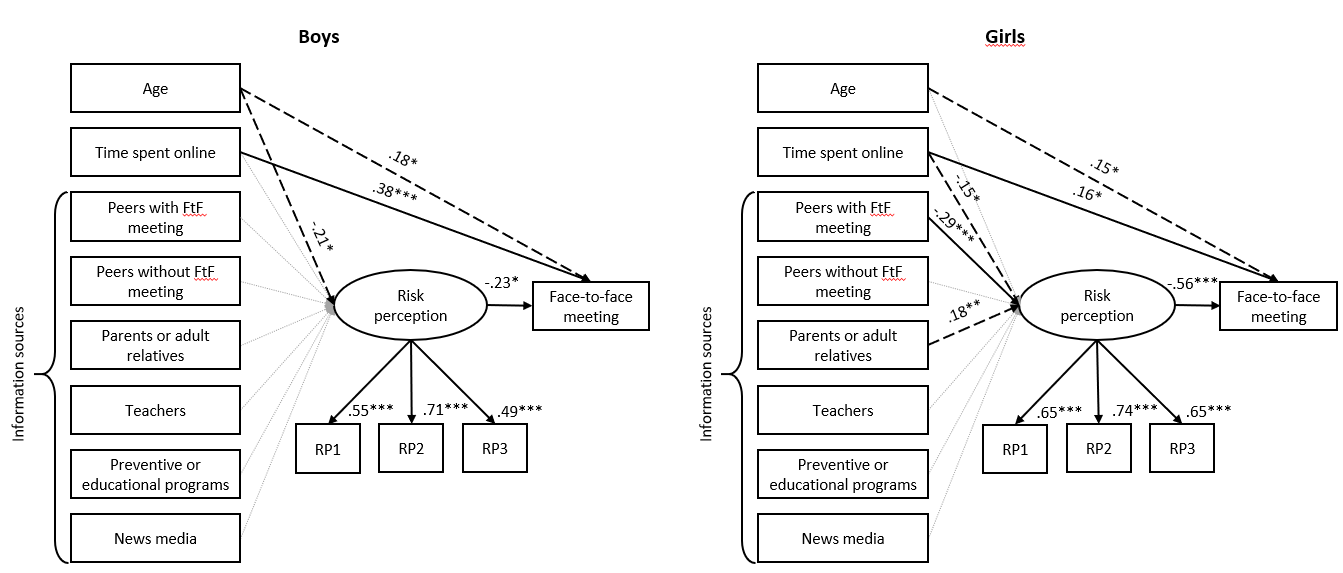 Boys
Age
Time spent online
Peers with FtF
meeting
Peers without FtF
meeting
Parents or adult
relatives
Teachers
Preventive or
educational programs
News media
Information sources
.18*
.38***
-.21*
Risk
perception
-.23*
Face-to-face
meeting
.55***
.71***
.49***
RP1
RP2
RP3
Girls
Age
Time spent online
Peers with FtF
meeting
Peers without FtF
meeting
Parents or adult
relatives
Teachers
Preventive or
educational programs
News media
Information sources
.15*
.16*
-.15*
-.29***
.18**
Risk
perception
-.56***
Face-to-face
meeting
.65***
.74***
.65***
RP1
RP2
RP3